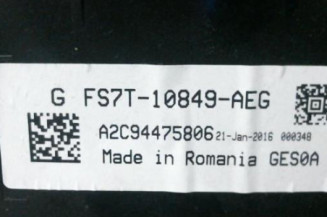 G FS7T-10849-AEG
A2C94475806 21-Jan-2016 000348
Made in Romania GES0A